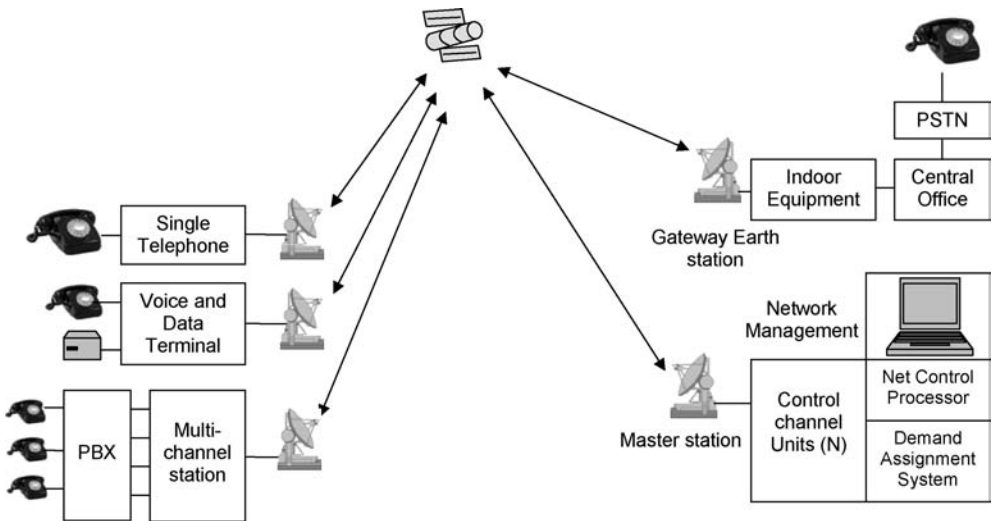 PSTN
Indoor
Equipment
Central
Office
Gateway Earth
station
Single
Telephone
Voice and
Data
Terminal
PBX
Multi-
channel
station
Network
Management
Master station
Control
channel
Units (N)
Net Control
Processor
Demand
Assignment
System